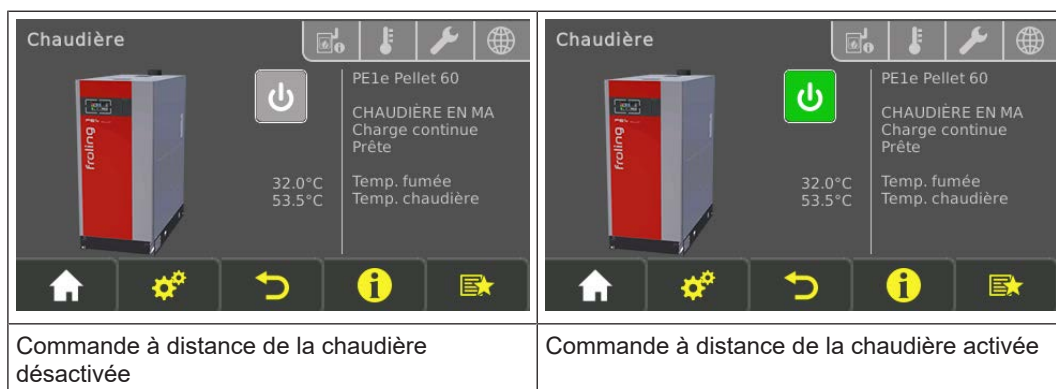 Chaudière
PE1e Pellet 60
CHAUDIÈRE EN MA
Charge continue
Prête
32.0°C Temp. fumée
53.5°C Temp. chaudière
froling
Chaudière
PE1e Pellet 60
CHAUDIÈRE EN MA
Charge continue
Prête
32.0°C Temp. fumée
53.5°C Temp. chaudière
froling
Commande à distance de la chaudière
désactivée
Commande à distance de la chaudière activée